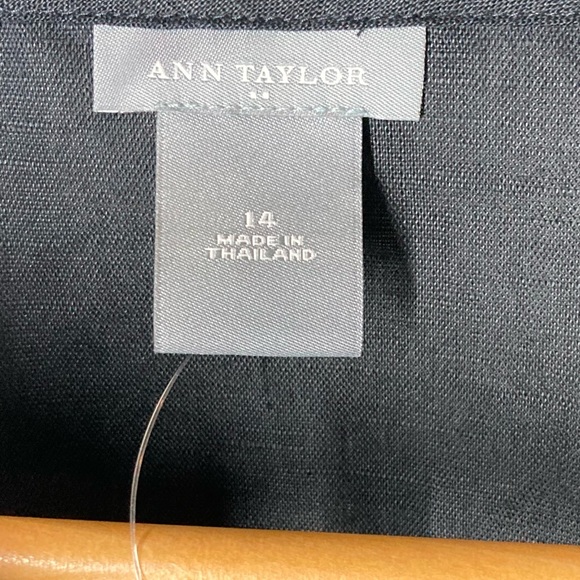 ANN TAYLOR
14
MADE IN
THAILAND